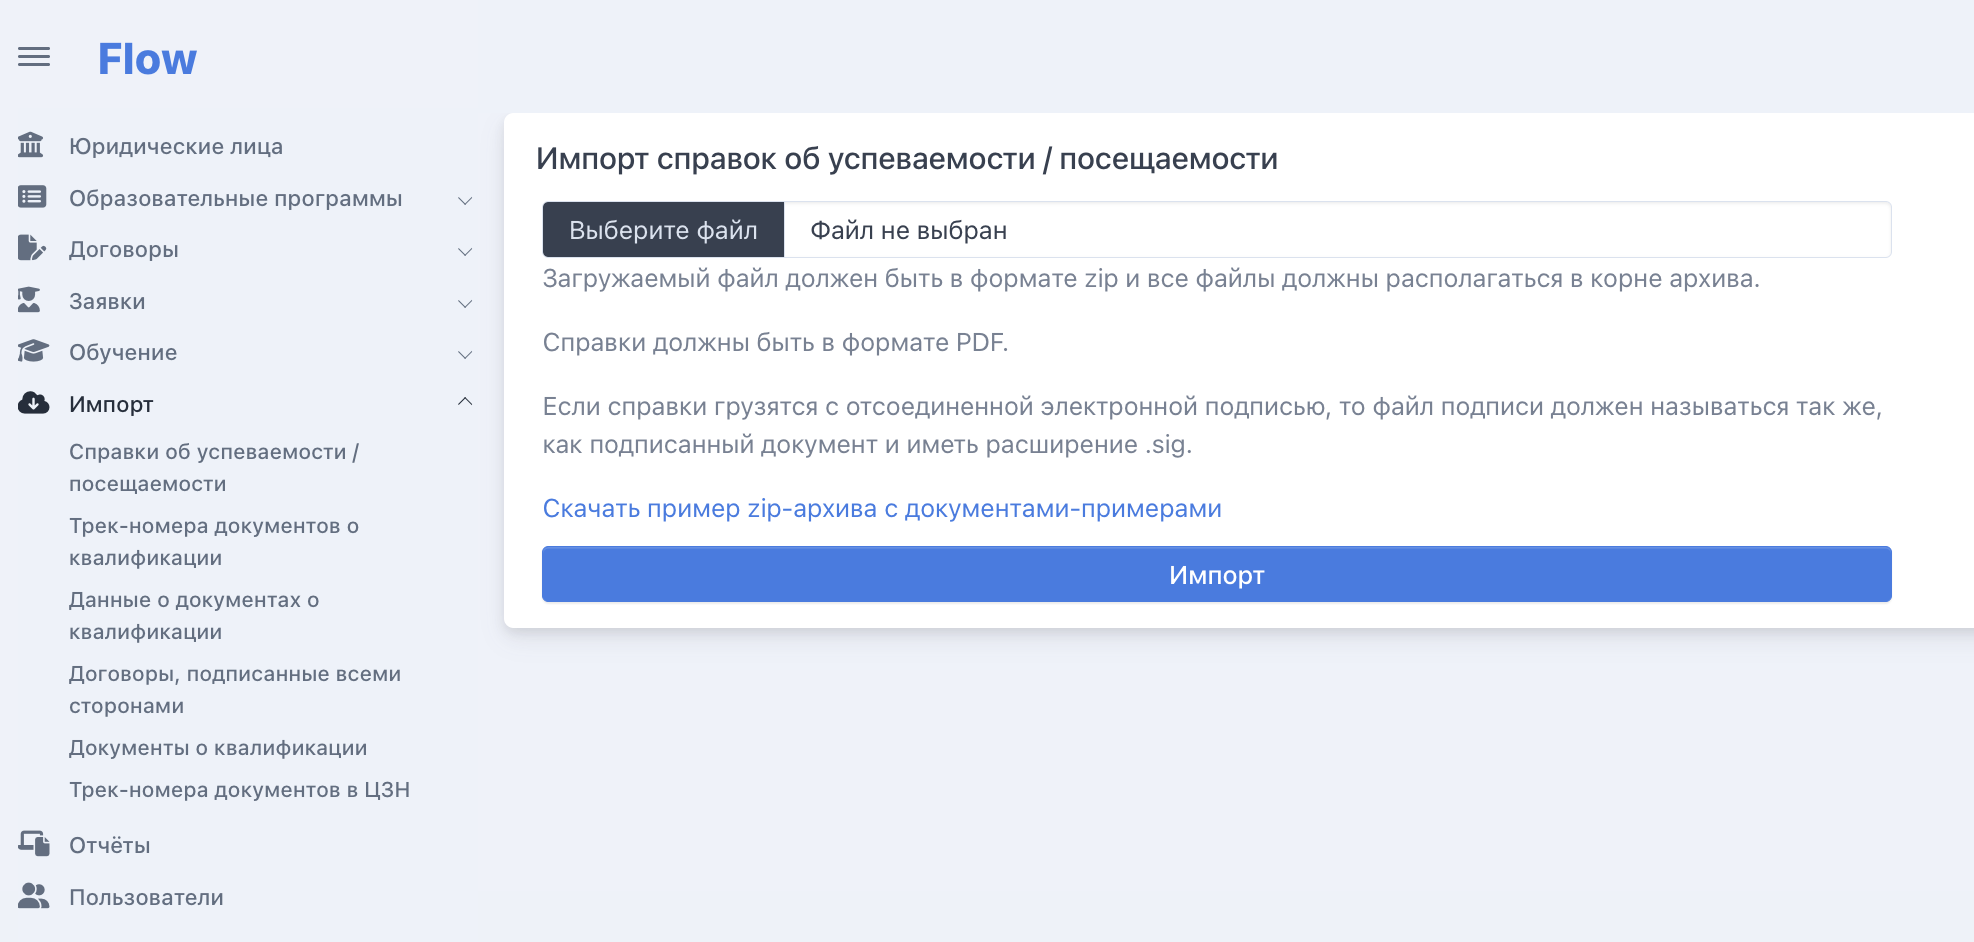 Flow
Юридические лица
Образовательные программы
Договоры
Заявки
Обучение
Импорт
Справки об успеваемости /
посещаемости
Трек-номера документов о
квалификации
Данные о документах о
квалификации
Договоры, подписанные всеми
сторонами
Документы о квалификации
Трек-номера документов в ЦЗН
Отчёты
Пользователи
Импорт справок об успеваемости / посещаемости
Выберите файл Файл не выбран
Загружаемый файл должен быть в формате zip и все файлы должны располагаться в корне архива.
Справки должны быть в формате PDF.
Если справки грузятся с отсоединенной электронной подписью, то файл подписи должен называться так же,
как подписанный документ и иметь расширение .sig.
Скачать пример zip-архива с документами-примерами
Импорт